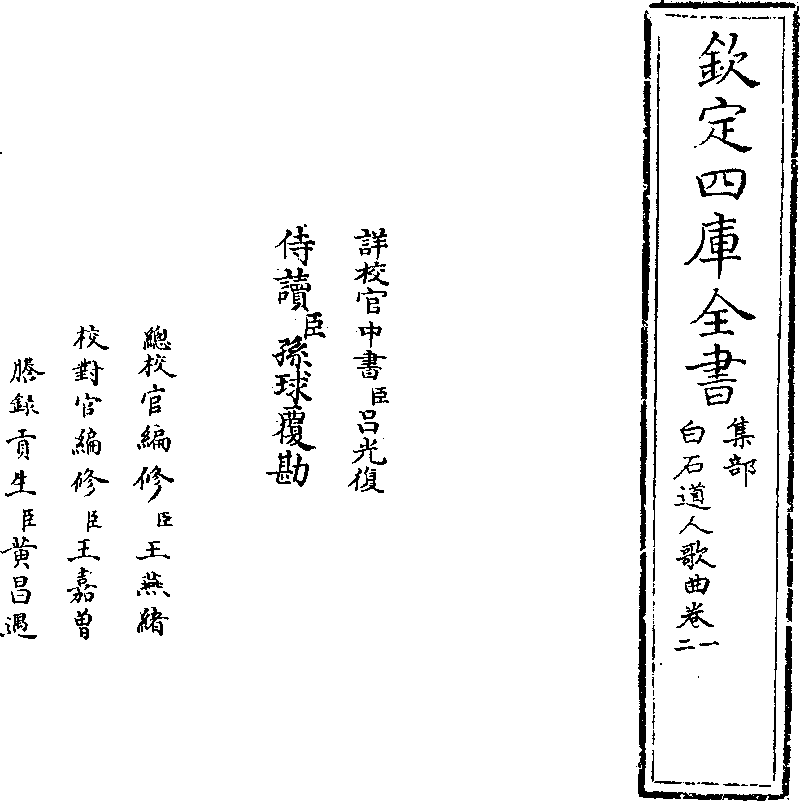 欽定四庫全書
集部
白石道人歌曲卷一二
詳校官中書臣呂光復
侍讀臣孫球覆勘
總校官編修臣王燕緒
校對官編修臣王嘉曾
謄錄貢生臣黃昌遇